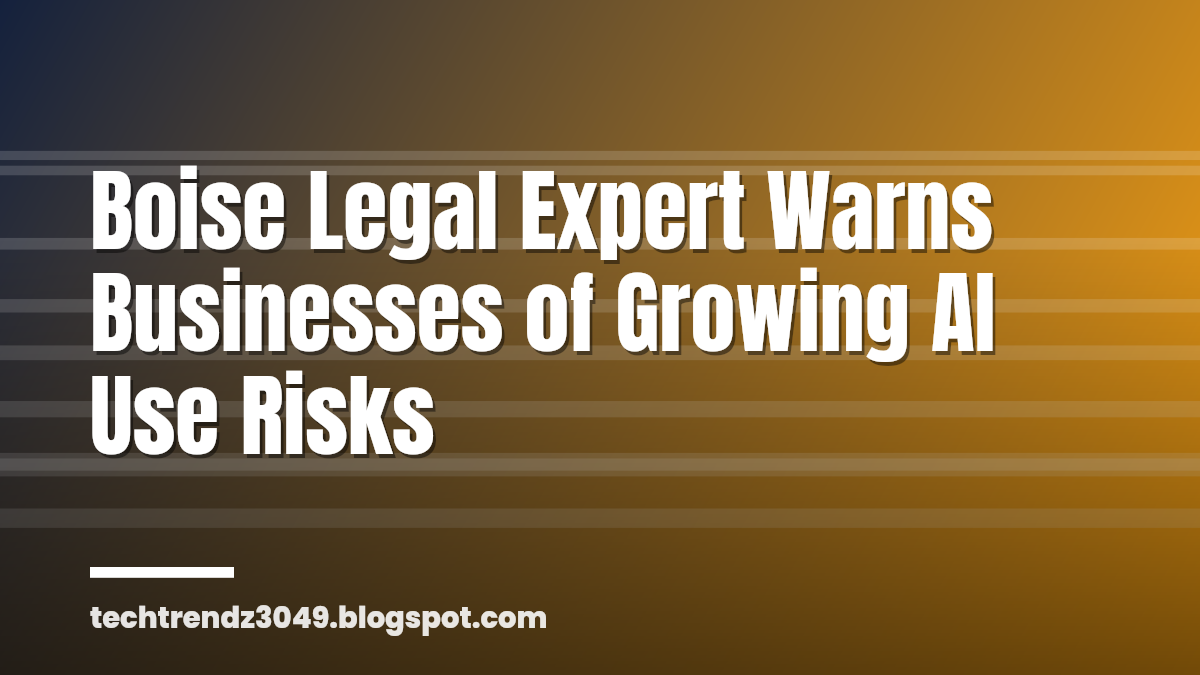 Boise Legal Expert Warns
Businesses of Growing AI
Use Risks
techtrendz3049.blogspot.com